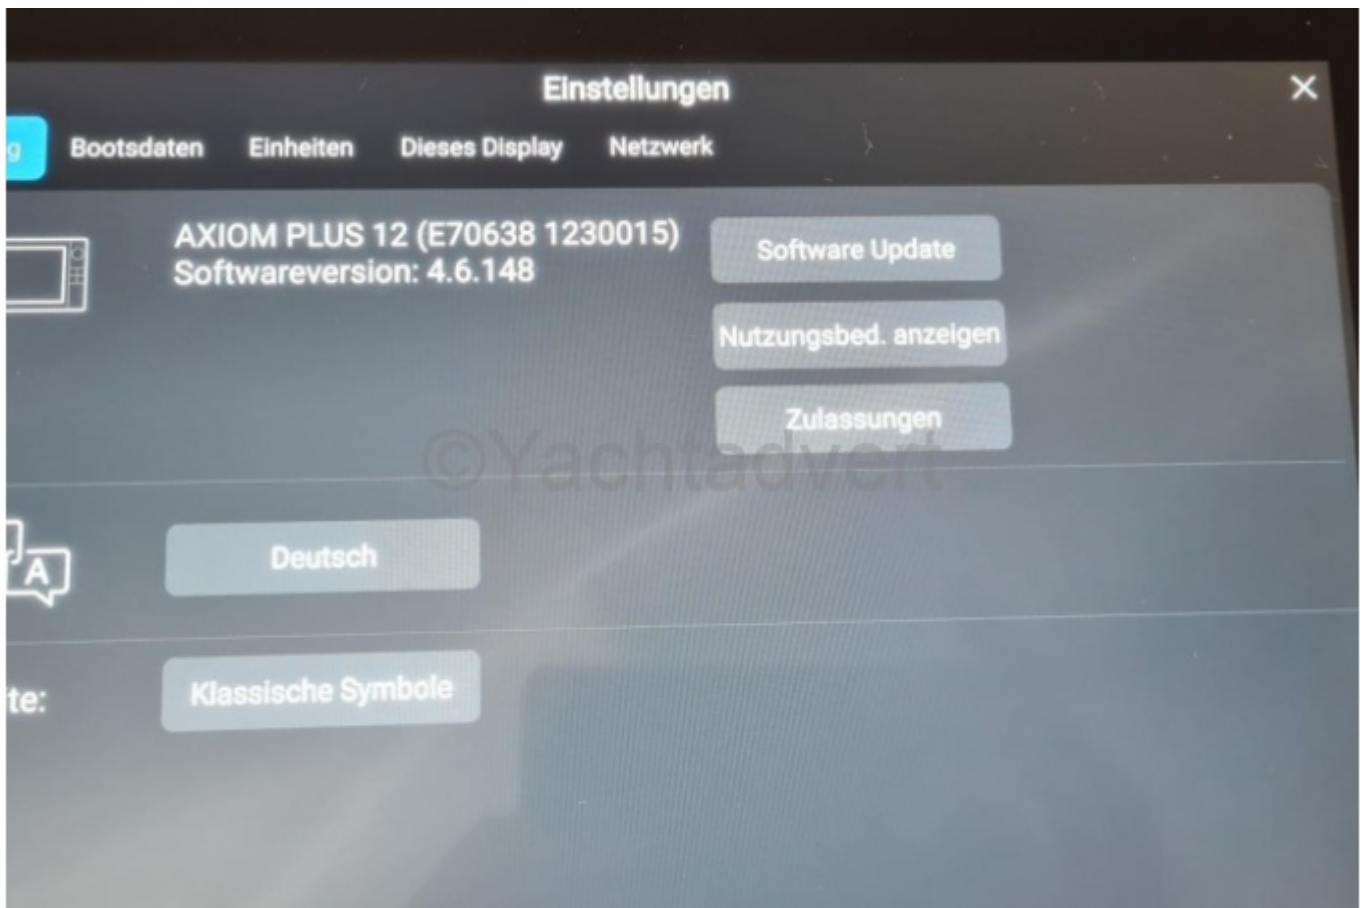 Einstellungen
g Bootsdaten Einheiten Dieses Display Netzwerk
AXIOM PLUS 12 (E70638 1230015)
Softwareversion: 4.6.148
Software Update
Nutzungsbed. anzeigen
Zulassungen
©Yachtadvert
A
Deutsch
te: Klassische Symbole